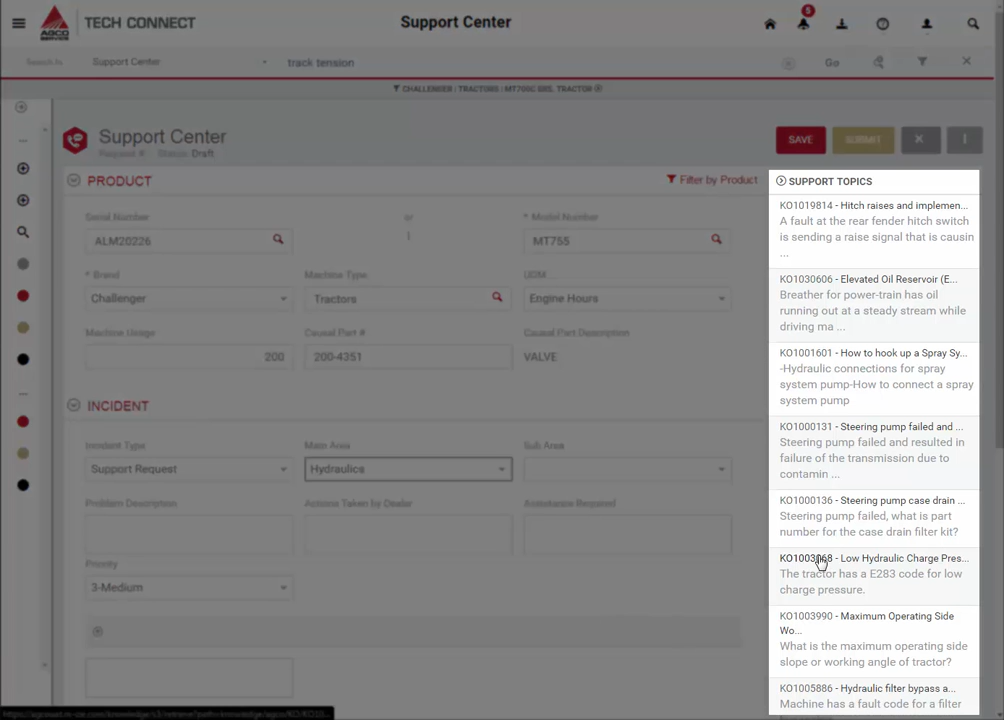 AGCO SERVICE TECH CONNECT Support Center 5
Search In Support Center track tension Go
CHALLENGER | TRACTORS | MT700C SRS, TRACTOR
Support Center
Request # Status: Draft
SAVE SUBMIT
PRODUCT Filter by Product
Serial Number or * Model Number
ALM20226 MT755
* Brand Machine Type UOM
Challenger Tractors Engine Hours
Machine Usage Causal Part # Causal Part Description
200 200-4351 VALVE
INCIDENT
Incident Type Main Area Sub Area
Support Request Hydraulics
Problem Description Actions Taken by Dealer Assistance Required
Priority
3-Medium
SUPPORT TOPICS
KO1019814 - Hitch raises and implemen...
A fault at the rear fender hitch switch
is sending a raise signal that is causin
...
KO1030606 - Elevated Oil Reservoir (E...
Breather for power-train has oil
running out at a steady stream while
driving ma ...
KO1001601 - How to hook up a Spray Sy...
-Hydraulic connections for spray
system pump-How to connect a spray
system pump
KO1000131 - Steering pump failed and ...
Steering pump failed and resulted in
failure of the transmission due to
contamin ...
KO1000136 - Steering pump case drain ...
Steering pump failed, what is part
number for the case drain filter kit?
- Low Hydraulic Charge Pres...
The tractor has a E283 code for low
charge pressure.
KO1003990 - Maximum Operating Side
Wo...
What is the maximum operating side
slope or working angle of tractor?
KO1005886 - Hydraulic filter bypass a...
Machine has a fault code for a filter